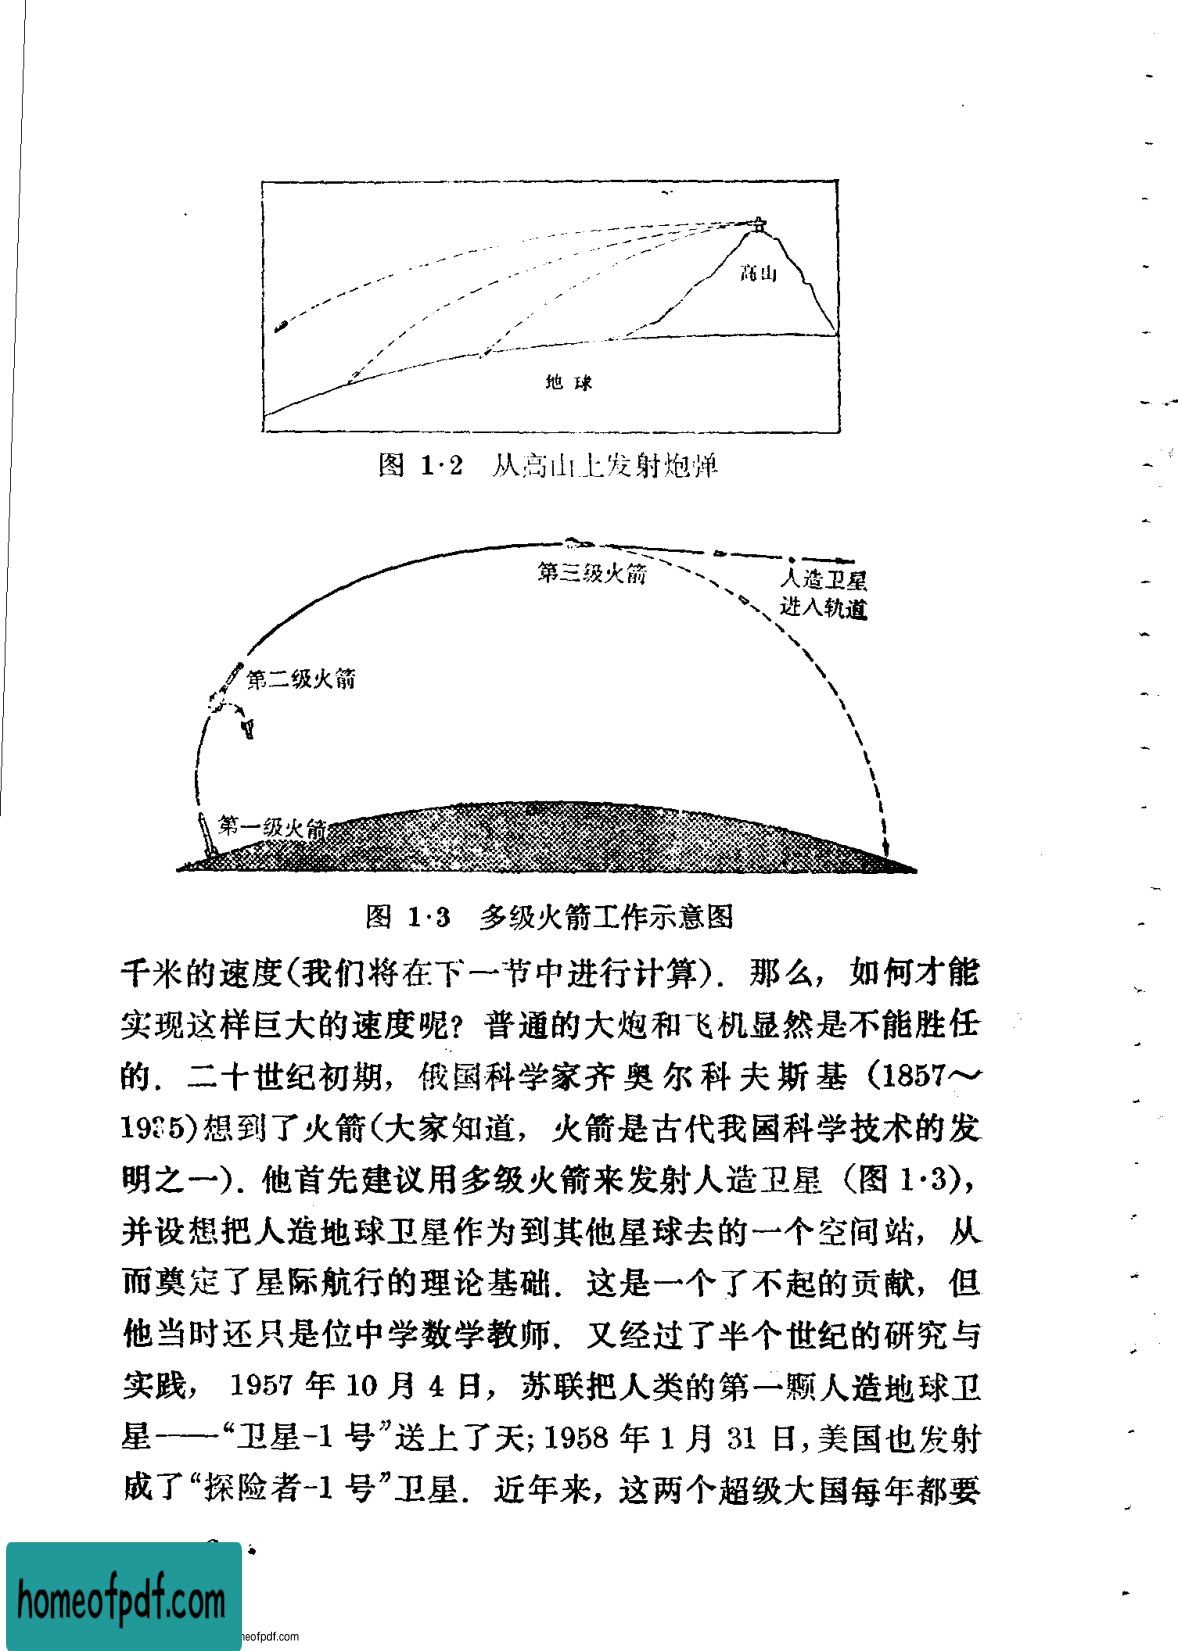 高山
地 球
图 1·2 从高山上发射炮弹
第三级火箭
人造卫星
进入轨道
第二级火箭
第一级火箭
图 1·3 多级火箭工作示意图
千米的速度(我们将在下一节中进行计算). 那么, 如何才能
实现这样巨大的速度呢? 普通的大炮和飞机显然是不能胜任
的. 二十世纪初期, 俄国科学家齐奥尔科夫斯基 (1857～
1935)想到了火箭(大家知道, 火箭是古代我国科学技术的发
明之一). 他首先建议用多级火箭来发射人造卫星 (图 1·3),
并设想把人造地球卫星作为到其他星球去的一个空间站, 从
而奠定了星际航行的理论基础. 这是一个了不起的贡献, 但
他当时还只是位中学数学教师. 又经过了半个世纪的研究与
实践, 1957 年 10 月 4 日, 苏联把人类的第一颗人造地球卫
星——“卫星-1 号”送上了天; 1958 年 1 月 31 日, 美国也发射
成了“探险者-1 号”卫星. 近年来, 这两个超级大国每年都要
homeofpdf.com
eofpdf.com